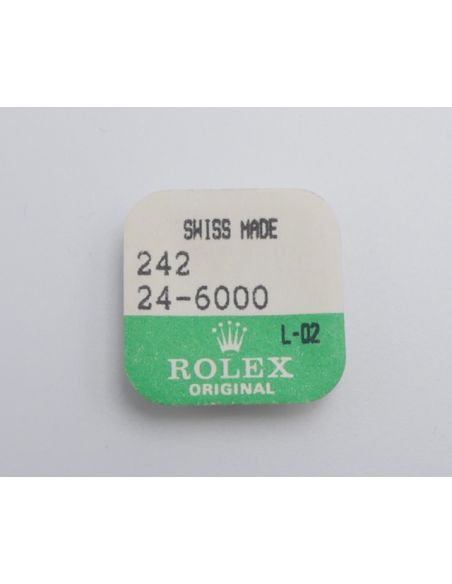 SWISS MADE
242
24-6000
L-02
ROLEX
ORIGINAL